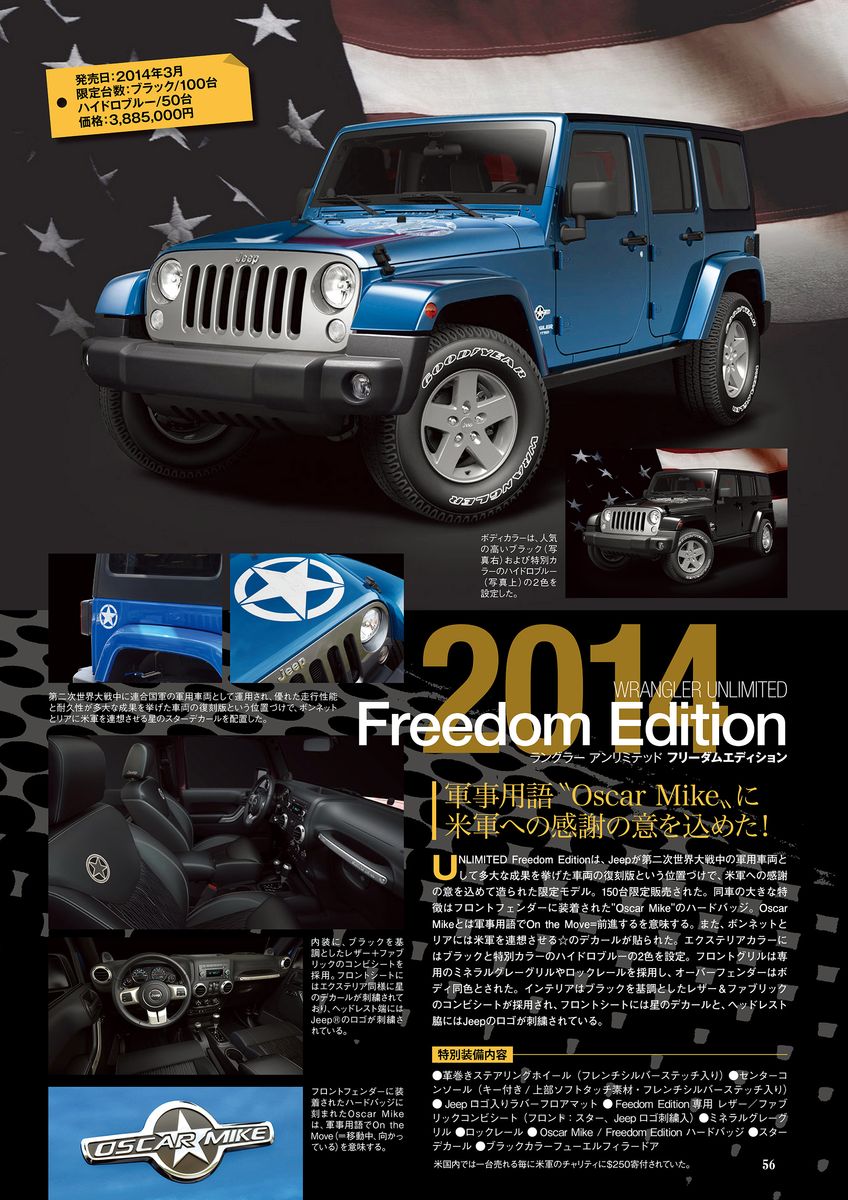 発売日：2014年3月
限定台数：ブラック/100台
ハイドロブルー/50台
価格：3,885,000円
Jeep
GOODYEAR
WRANGLER
ボディカラーは、人気
の高いブラック（写
真右）および特別カ
ラーのハイドロブルー
（写真上）の2色を
設定した。
Jeep
第二次世界大戦中に連合国軍の軍用車両として運用され、優れた走行性能
と耐久性が多大な成果を挙げた車両の復刻版という位置づけで、ボンネット
とリアに米軍を連想させる星のスターデカールを配置した。
2014
WRANGLER UNLIMITED
Freedom Edition
ラングラー アンリミテッド フリーダムエディション
軍事用語〝Oscar Mike〟に
米軍への感謝の意を込めた！
UNLIMITED Freedom Editionは、Jeepが第二次世界大戦中の軍用車両と
して多大な成果を挙げた車両の復刻版という位置づけで、米軍への感謝
の意を込めて造られた限定モデル。150台限定販売された。同車の大きな特
徴はフロントフェンダーに装着された"Oscar Mike"のハードバッジ。Oscar
Mikeとは軍事用語でOn the Move=前進するを意味する。また、ボンネットと
リアには米軍を連想させる☆のデカールが貼られた。エクステリアカラーに
はブラックと特別カラーのハイドロブルーの2色を設定。フロントグリルは専
用のミネラルグレーグリルやロックレールを採用し、オーバーフェンダーはボ
ディ同色とされた。インテリアはブラックを基調としたレザー＆ファブリック
のコンビシートが採用され、フロントシートには星のデカールと、ヘッドレスト
脇にはJeepのロゴが刺繍されている。
内装に、ブラックを基
調としたレザー＋ファブ
リックのコンビシートを
採用。フロントシートに
はエクステリア同様に星
のデカールが刺繍されて
おり、ヘッドレスト端には
Jeep®のロゴが刺繍さ
れている。
フロントフェンダーに装
着されたハードバッジに
刻まれたOscar Mike
は、軍事用語でOn the
Move（＝移動中、向かっ
ている）を意味する。
OSCAR MIKE
特別装備内容
●革巻きステアリングホイール（フレンチシルバーステッチ入り）●センターコ
ンソール（キー付き / 上部ソフトタッチ素材・フレンチシルバーステッチ入り）
●Jeep ロゴ入りラバーフロアマット ●Feedom Edition 専用 レザー／ファブ
リックコンビシート（フロント：スター、Jeep ロゴ刺繍入）●ミネラルグレーグ
リル ●ロックレール ●Oscar Mike / Freedom Edition ハードバッジ ●スター
デカール ●ブラックカラーフューエルフィラードア
米国内では一台売れる毎に米軍のチャリティに$250寄付されていた。
56